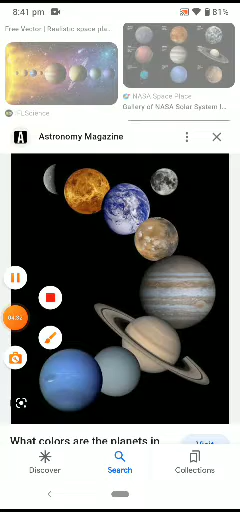 8:41 pm
81%
Free Vector | Realistic space pla...
IFLScience
NASA Space Place
Gallery of NASA Solar System I...
Astronomy Magazine
04:32
What colors are the planets in
Visit
Discover
Search
Collections